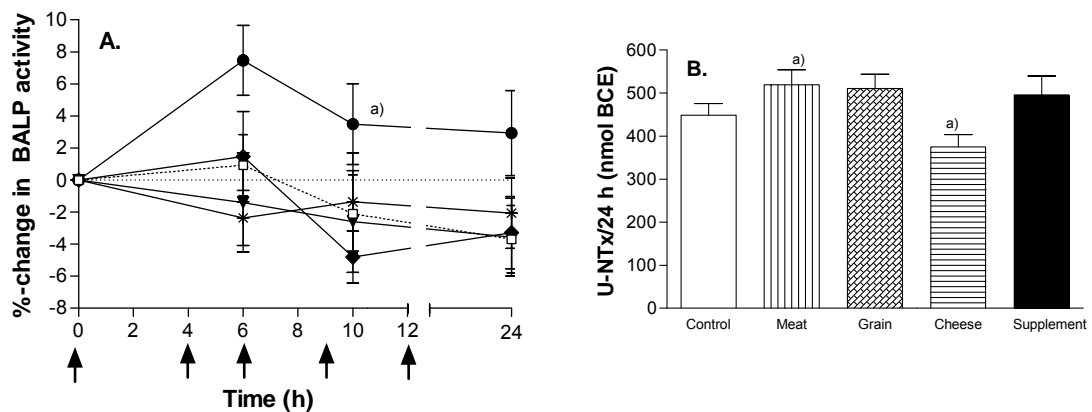 A.
%-change in BALP activity
10
8
6
4
2
0
-2
-4
-6
-8
a)
0 2 4 6 8 10 12 24
Time (h)
B.
U-NTx/24 h (nmol BCE)
600
500
400
300
200
100
0
a)
a)
Control Meat Grain Cheese Supplement